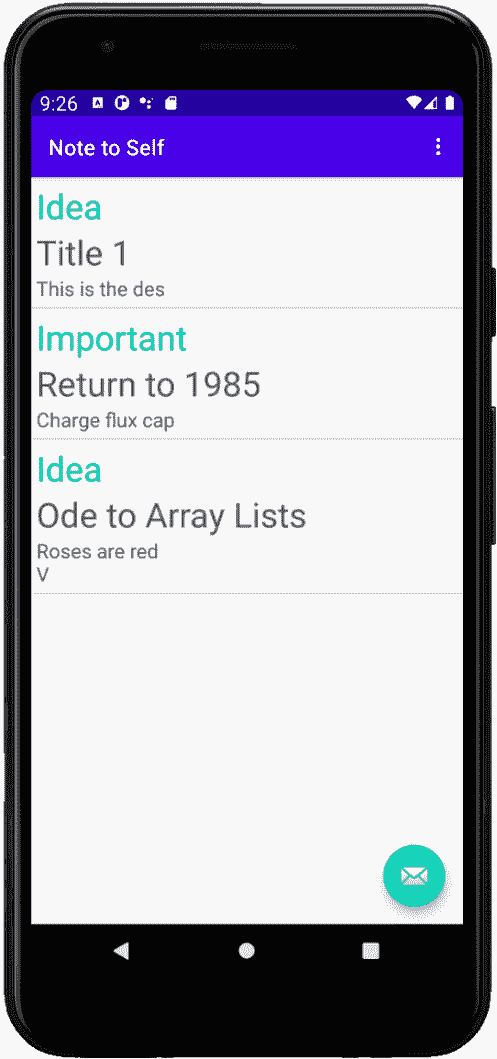 9:26
Note to Self
Idea
Title 1
This is the des
Important
Return to 1985
Charge flux cap
Idea
Ode to Array Lists
Roses are red
V